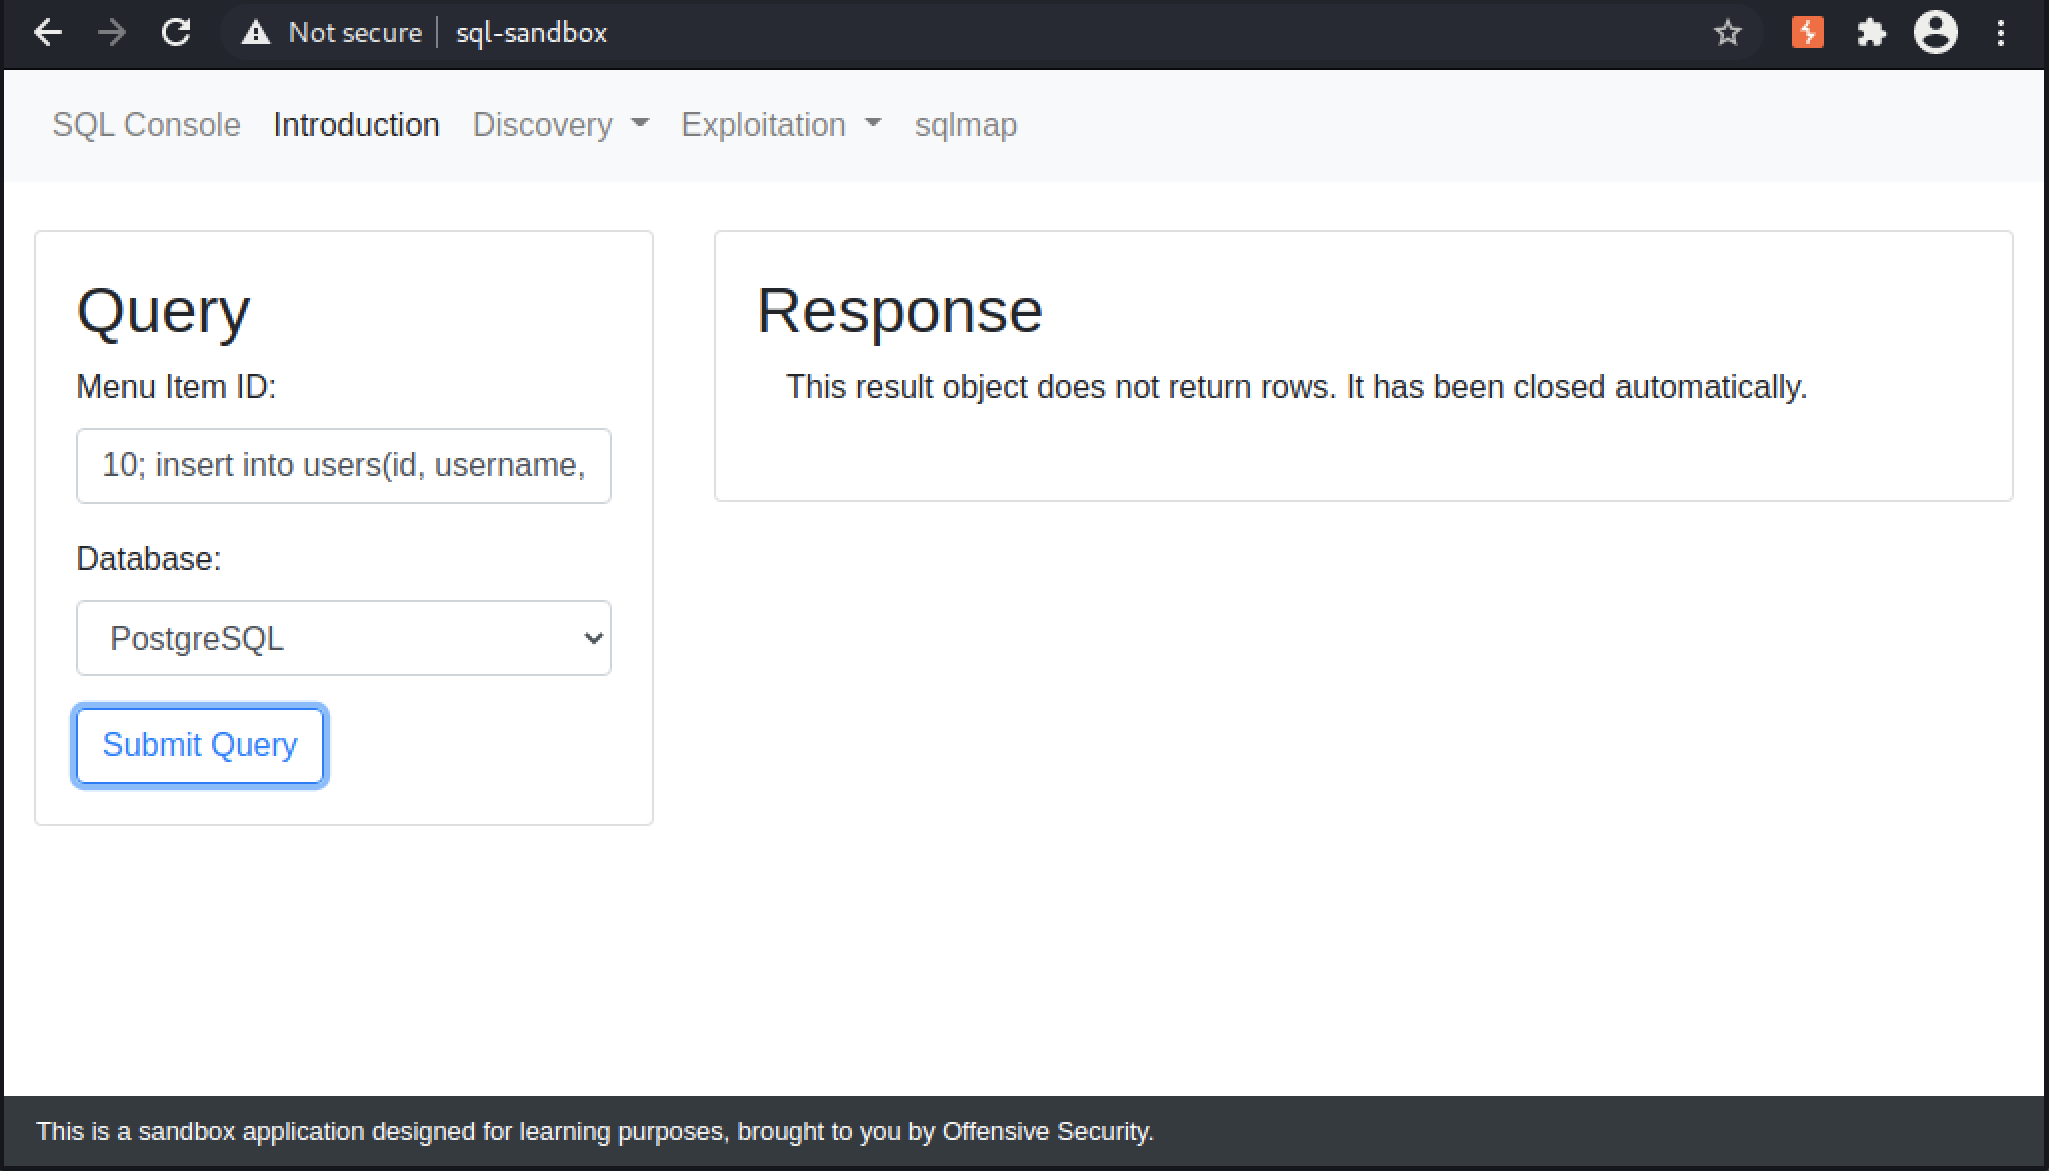 Not secure sql-sandbox
SQL Console Introduction Discovery Exploitation sqlmap
Query
Menu Item ID:
10; insert into users(id, username,
Database:
PostgreSQL
Submit Query
Response
This result object does not return rows. It has been closed automatically.
This is a sandbox application designed for learning purposes, brought to you by Offensive Security.